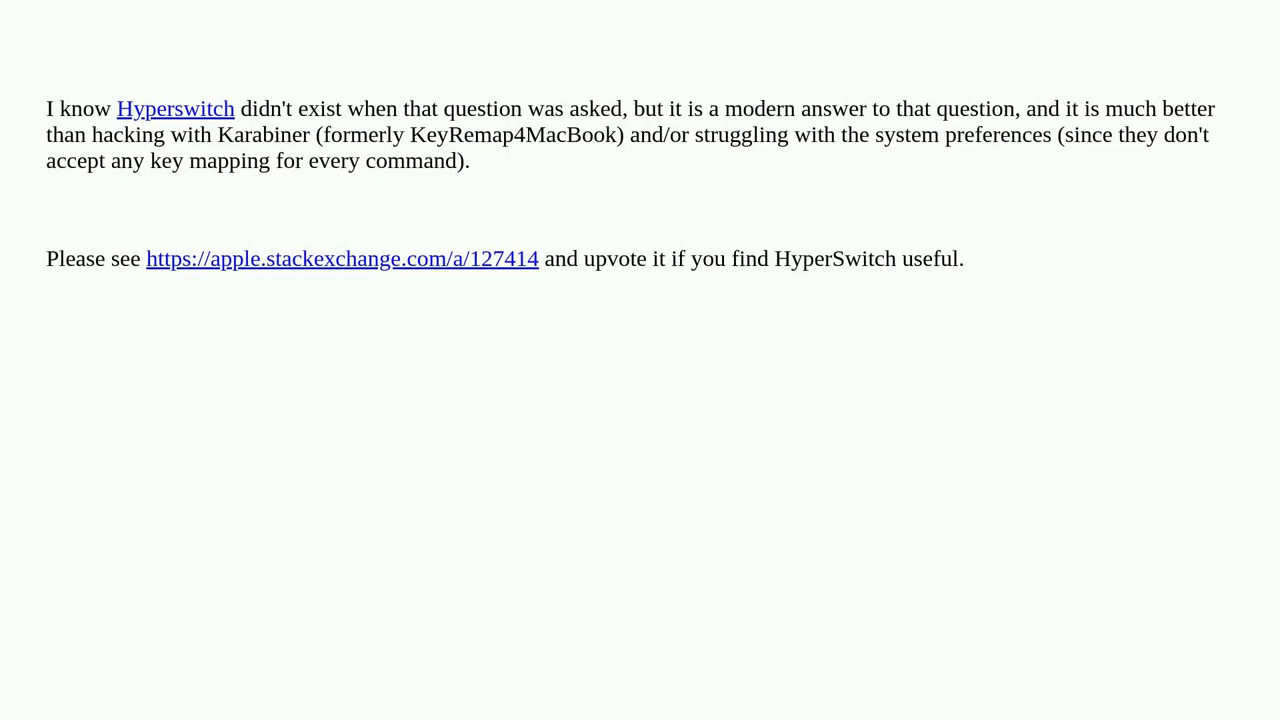 I know Hyperswitch didn't exist when that question was asked, but it is a modern answer to that question, and it is much better
than hacking with Karabiner (formerly KeyRemap4MacBook) and/or struggling with the system preferences (since they don't
accept any key mapping for every command).
Please see https://apple.stackexchange.com/a/127414 and upvote it if you find HyperSwitch useful.